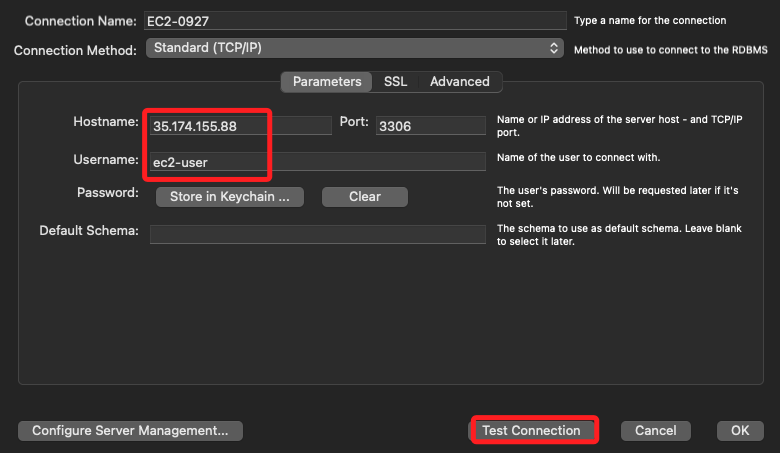 Connection Name: EC2-0927 Type a name for the connection
Connection Method: Standard (TCP/IP) Method to use to connect to the RDBMS
Parameters SSL Advanced
Hostname: 35.174.155.88 Port: 3306 Name or IP address of the server host - and TCP/IP
port.
Username: ec2-user Name of the user to connect with.
Password: Store in Keychain ... Clear The user's password. Will be requested later if it's
not set.
Default Schema: The schema to use as default schema. Leave blank
to select it later.
Configure Server Management... Test Connection Cancel OK